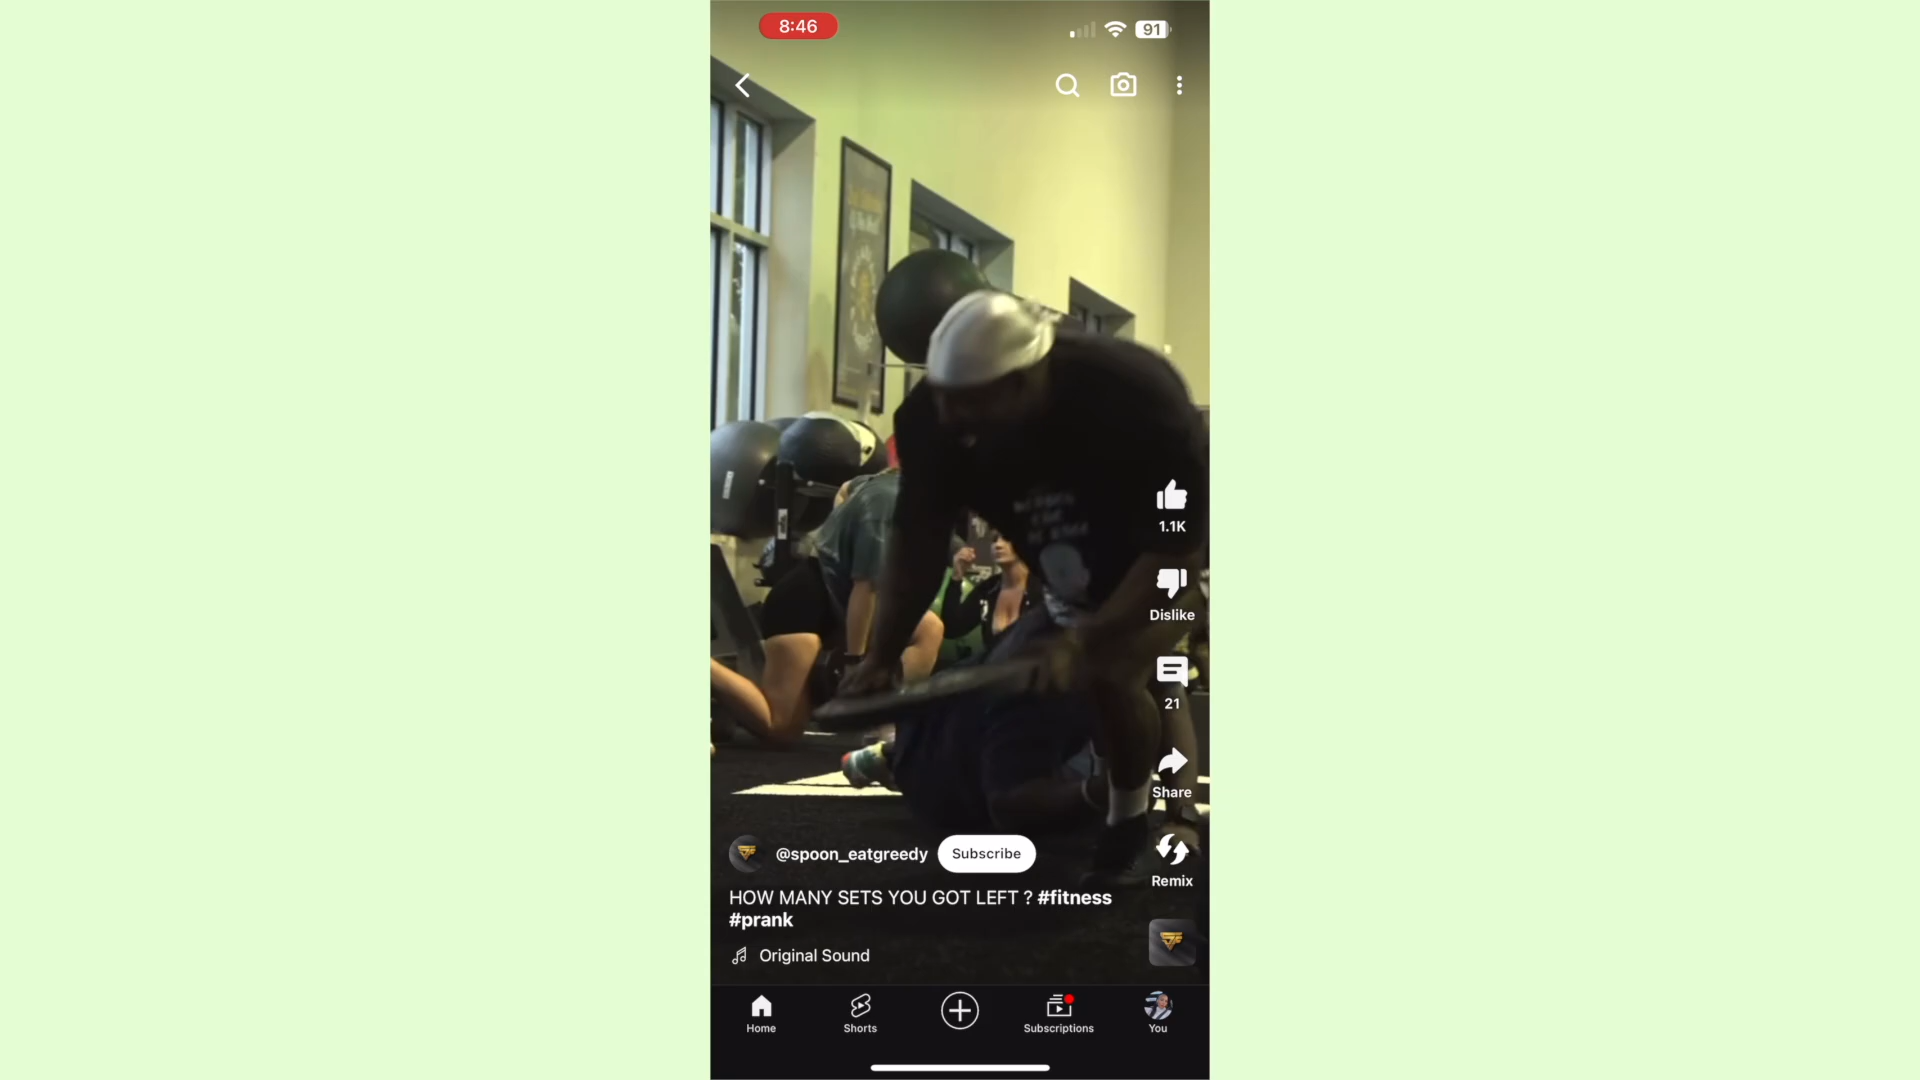 8:46
91
1.1K
Dislike
21
Share
@spoon_eatgreedy
Subscribe
Remix
HOW MANY SETS YOU GOT LEFT ? #fitness
#prank
Original Sound
Home
Shorts
Subscriptions
You